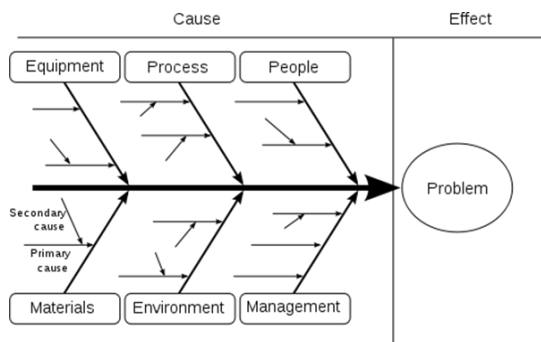 Cause Effect
Equipment Process People
Problem
Secondary
cause
Primary
cause
Materials Environment Management